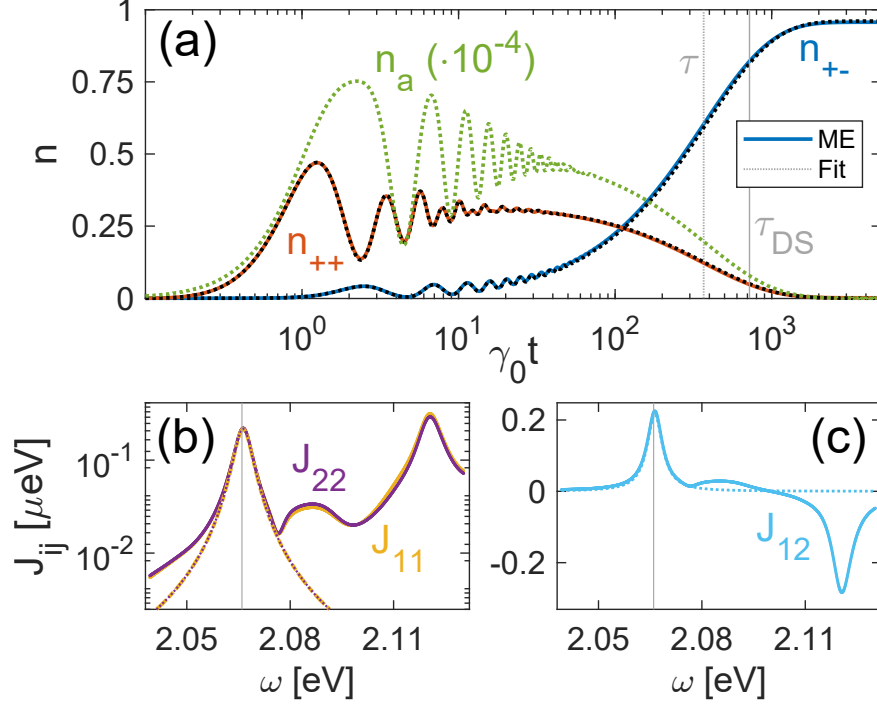 (a)
n_a (·10^-4)
n_+-
τ
τ_DS
ME
Fit
n_++
n
1
0.75
0.5
0.25
0
10^0 10^1 10^2 10^3
γ_0t
(b)
J_22
J_11
J_ij [μeV]
10^-1
10^-2
2.05 2.08 2.11
ω [eV]
(c)
J_12
0.2
0
-0.2
2.05 2.08 2.11
ω [eV]